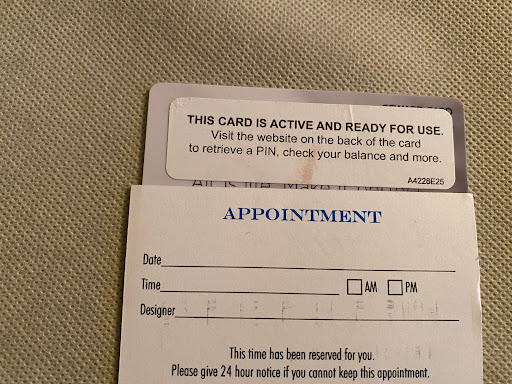 THIS CARD IS ACTIVE AND READY FOR USE.
Visit the website on the back of the card
to retrieve a PIN, check your balance and more.
A4228E25
APPOINTMENT
Date
Time AM PM
Designer
This time has been reserved for you.
Please give 24 hour notice if you cannot keep this appointment.